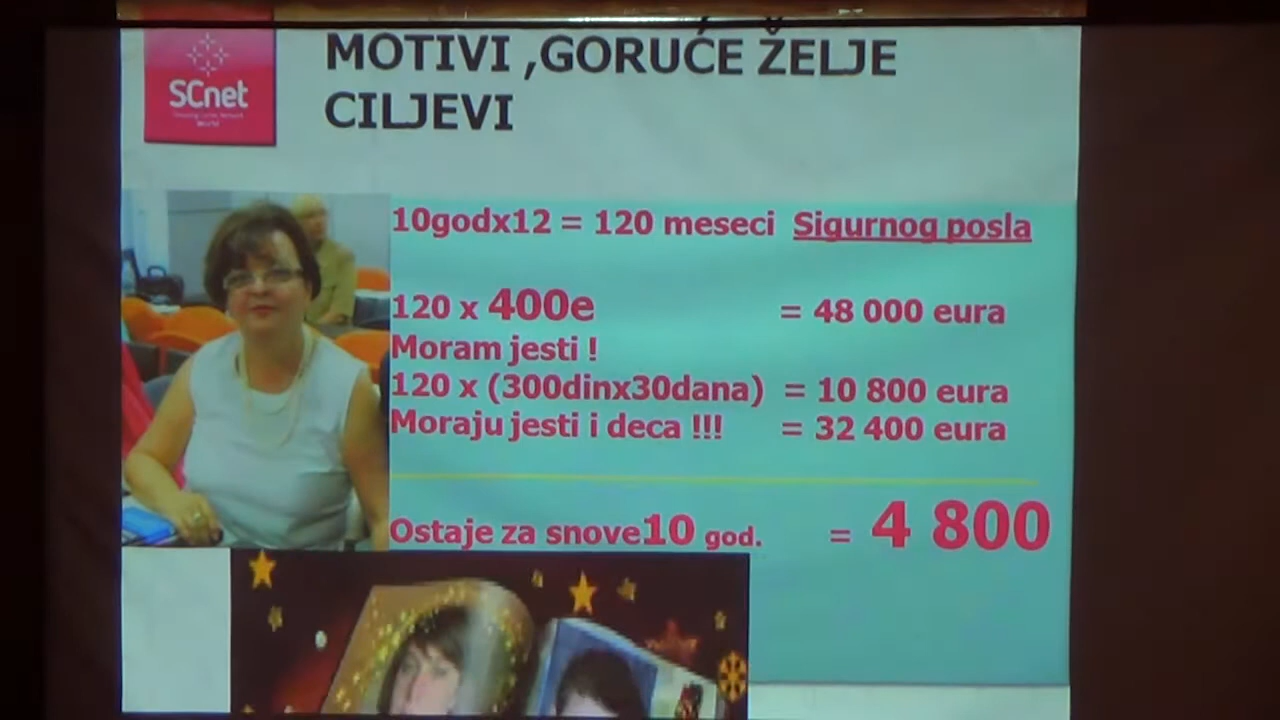 MOTIVI ,GORUĆE ŽELJE
CILJEVI
SCnet
10godx12 = 120 meseci Sigurnog posla
120 x 400e = 48 000 eura
Moram jesti !
120 x (300dinx30dana) = 10 800 eura
Moraju jesti i deca !!! = 32 400 eura
Ostaje za snove10 god. = 4 800